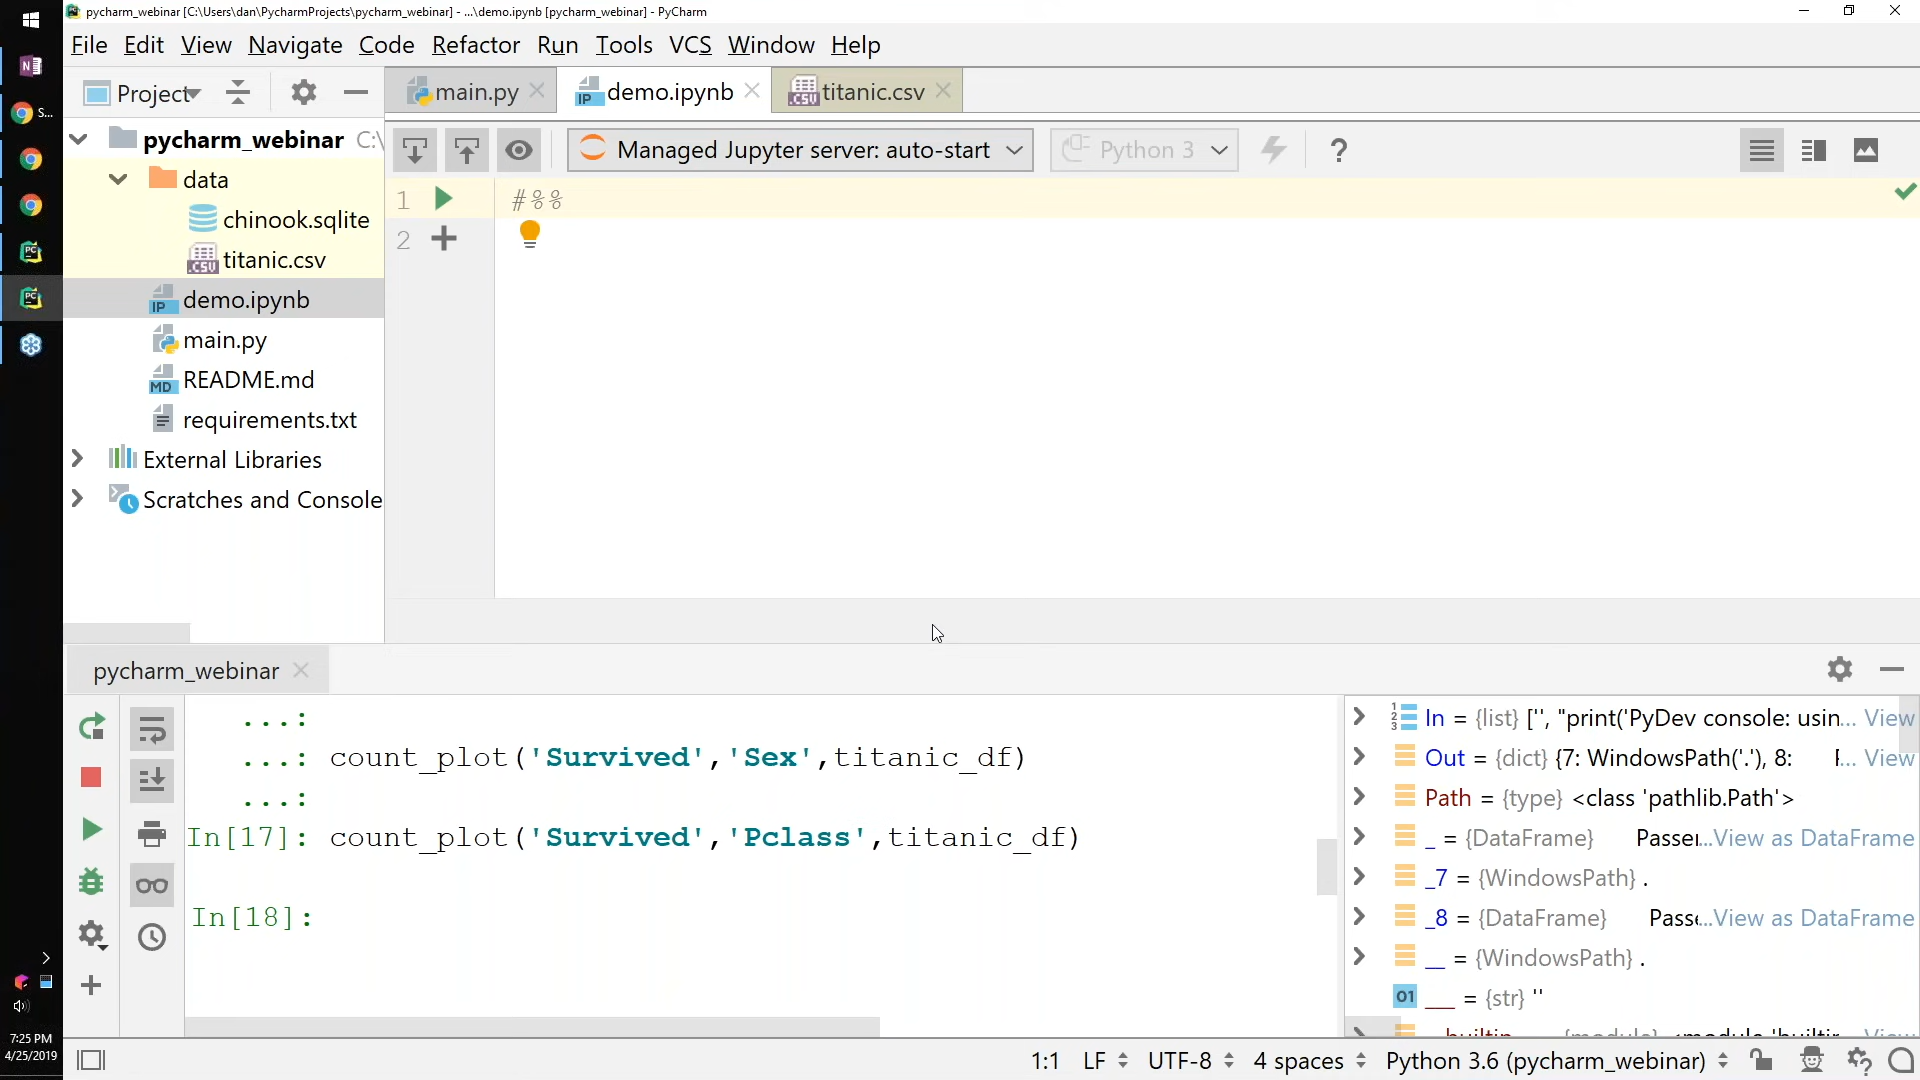 pycharm_webinar [C:\Users\dan\PycharmProjects\pycharm_webinar] - ...\demo.ipynb [pycharm_webinar] - PyCharm
File Edit View Navigate Code Refactor Run Tools VCS Window Help
Project
main.py
demo.ipynb
titanic.csv
pycharm_webinar C:\
Managed Jupyter server: auto-start
Python 3
?
data
chinook.sqlite
titanic.csv
demo.ipynb
main.py
README.md
requirements.txt
External Libraries
Scratches and Console
1 #%%
2
S...
pycharm_webinar
...:
...: count_plot('Survived','Sex',titanic_df)
...:
In[17]: count_plot('Survived','Pclass',titanic_df)
In[18]:
In = {list} ['', "print('PyDev console: usin... View
Out = {dict} {7: WindowsPath('.'), 8: ... View
Path = {type} <class 'pathlib.Path'>
_ = {DataFrame} Passe...View as DataFrame
_7 = {WindowsPath} .
_8 = {DataFrame} Passe...View as DataFrame
__ = {WindowsPath} .
___ = {str} ''
7:25 PM
4/25/2019
1:1 LF UTF-8 4 spaces Python 3.6 (pycharm_webinar)